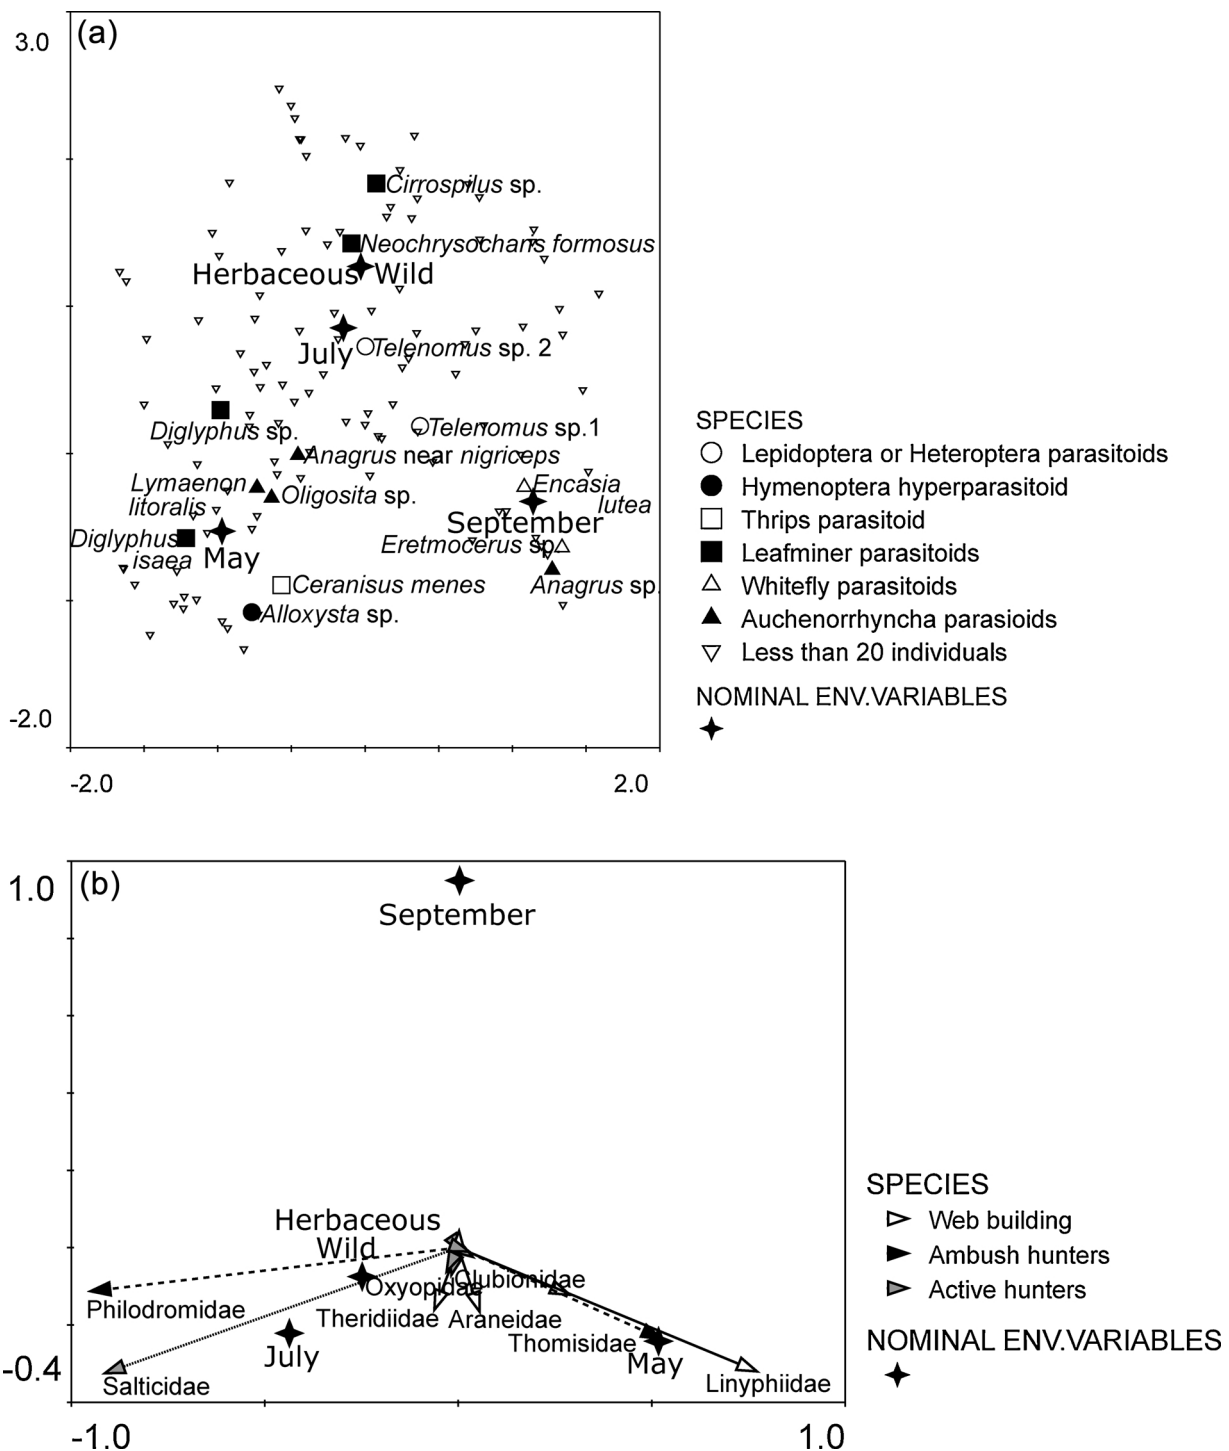 (a)
3.0
Cirrospilus sp.
Neochrysocharis formosus
Herbaceous Wild
July
Telenomus sp. 2
Diglyphus sp.
Telenomus sp.1
Anagrus near nigriceps
Lymaenon
litoralis
Oligosita sp.
Encasia
lutea
September
Diglyphus
isaea
May
Eretmocerus sp.
Anagrus sp.
Ceranisus menes
Alloxysta sp.
-2.0
-2.0
2.0
SPECIES
Lepidoptera or Heteroptera parasitoids
Hymenoptera hyperparasitoid
Thrips parasitoid
Leafminer parasitoids
Whitefly parasitoids
Auchenorrhyncha parasioids
Less than 20 individuals
NOMINAL ENV.VARIABLES
(b)
1.0
September
Herbaceous
Wild
Clubionidae
Oxyopidae
Philodromidae
Theridiidae
Araneidae
Thomisidae
July
May
Salticidae
Linyphiidae
-0.4
-1.0
1.0
SPECIES
Web building
Ambush hunters
Active hunters
NOMINAL ENV.VARIABLES